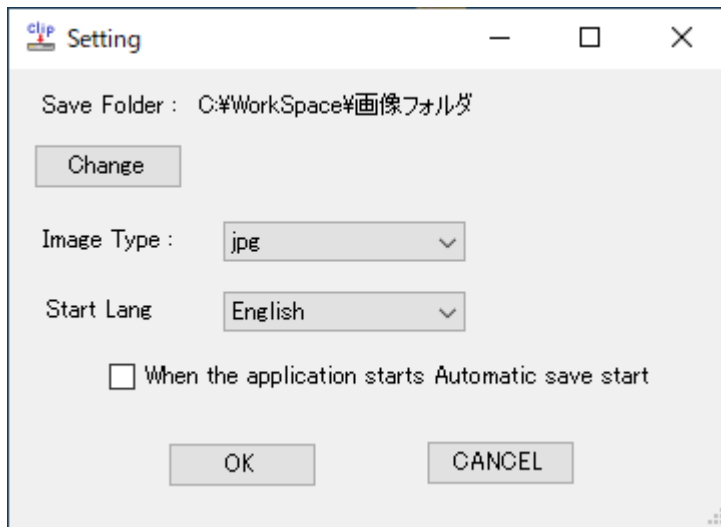 clip Setting
Save Folder : C:¥WorkSpace¥画像フォルダ
Change
Image Type : jpg
Start Lang English
When the application starts Automatic save start
OK CANCEL